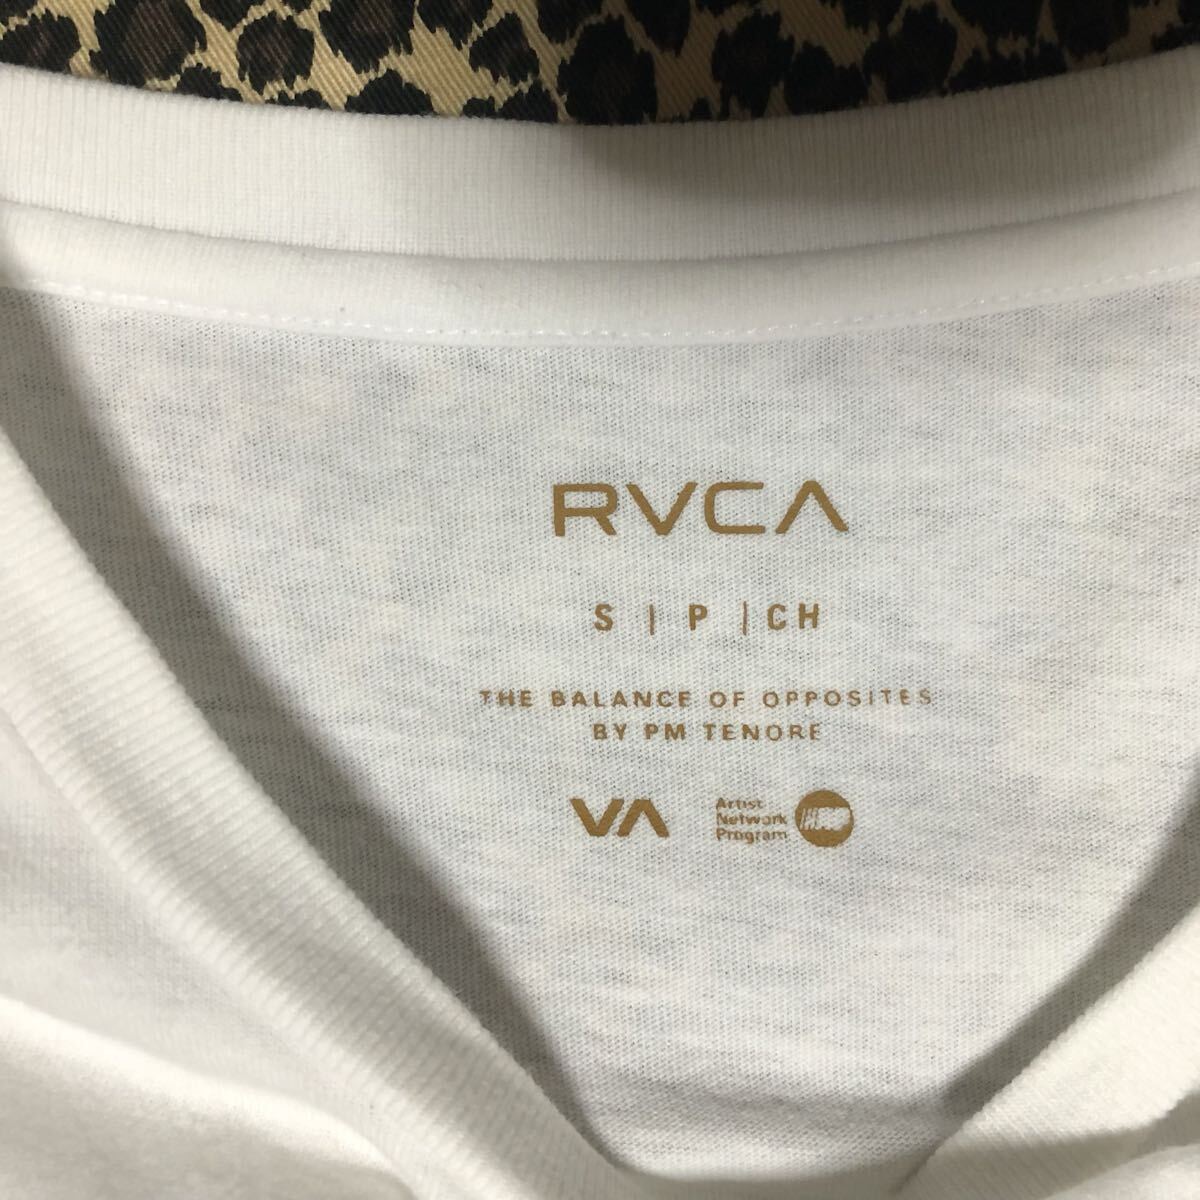 RVCA
S | P | CH
THE BALANCE OF OPPOSITES
BY PM TENORE
VA
Artist
Network
Program